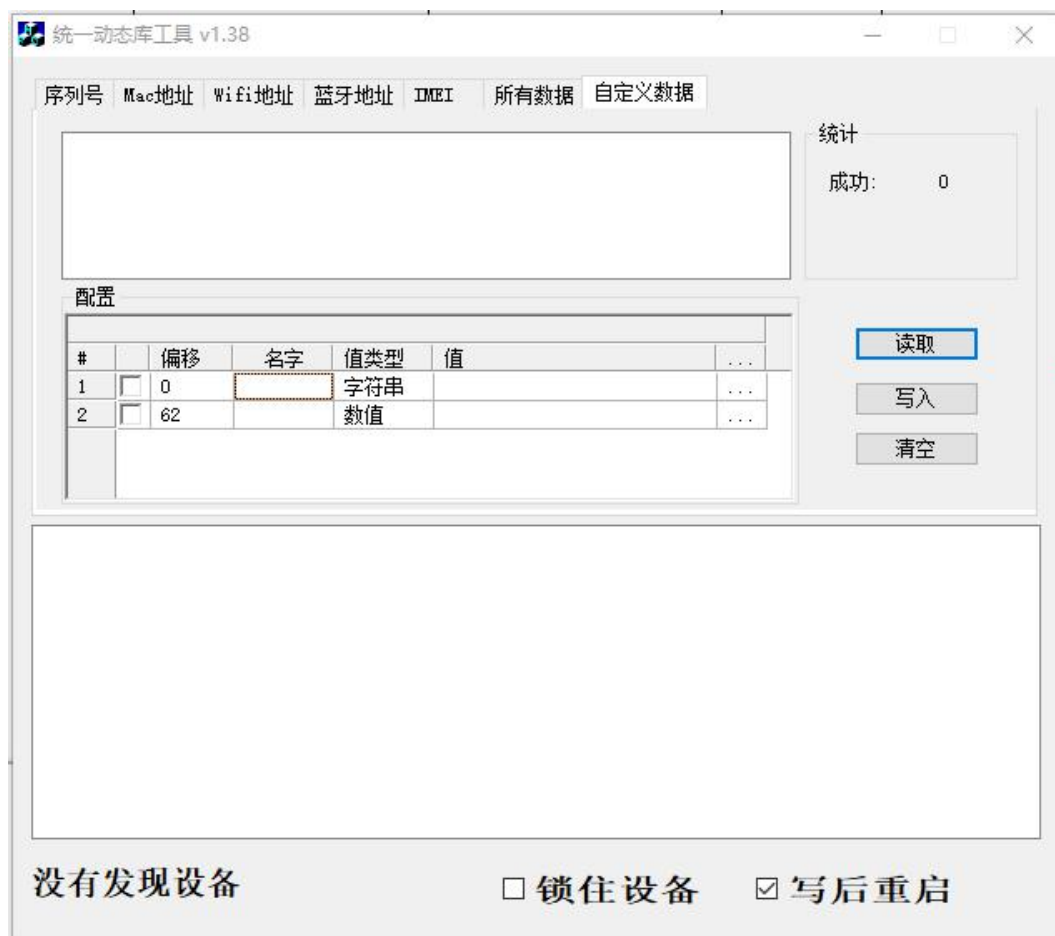 统一动态库工具 v1.38
序列号 Mac地址 Wifi地址 蓝牙地址 IMEI 所有数据 自定义数据
统计
成功: 0
配置
# 偏移 名字 值类型 值 ...
1 0 字符串 ...
2 62 数值 ...
读取
写入
清空
没有发现设备 锁住设备 写后重启